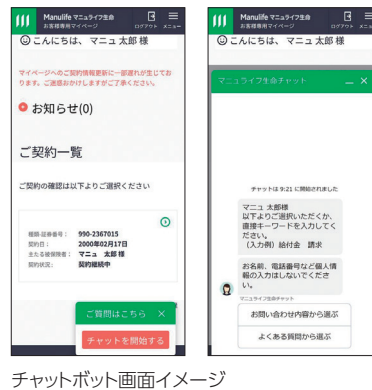 Manulife マニュライフ生命
お客様専用マイページ
ログアウト メニュー
こんにちは、 マニュ 太郎 様
マイページへのご契約情報更新に一部遅れが生じてお
ります。ご迷惑おかけしますがご了承ください。
お知らせ(0)
ご契約一覧
ご契約の確認は以下よりご選択ください
種類-証券番号： 990-2367015
契約日： 2000年02月17日
主たる被保険者： マニュ 太郎 様
契約状況： 契約継続中
ご質問はこちら ×
チャットを開始する
Manulife マニュライフ生命
お客様専用マイページ
ログアウト メニュー
こんにちは、 マニュ 太郎 様
マニュライフ生命チャット
チャットは 9:21 に開始されました
マニュ 太郎様
以下よりご選択いただくか、
直接キーワードを入力してく
ださい。
（入力例）給付金 請求
お名前、電話番号など個人情
報の入力はしないでくださ
い。
マニュライフ生命チャット
お問い合わせ内容から選ぶ
よくある質問から選ぶ
チャットボット画面イメージ